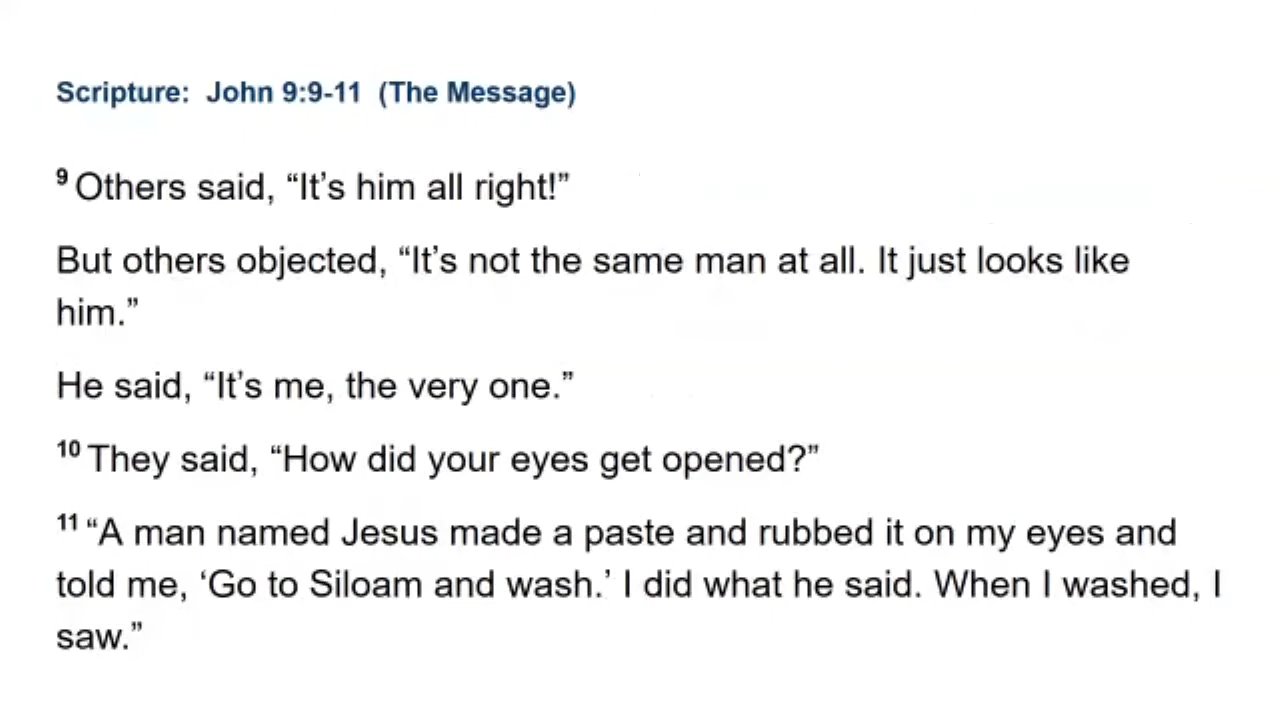 Scripture:  John 9:9-11  (The Message)
⁹ Others said, “It’s him all right!”
But others objected, “It’s not the same man at all. It just looks like
him.”
He said, “It’s me, the very one.”
¹⁰ They said, “How did your eyes get opened?”
¹¹ “A man named Jesus made a paste and rubbed it on my eyes and
told me, ‘Go to Siloam and wash.’ I did what he said. When I washed, I
saw.”